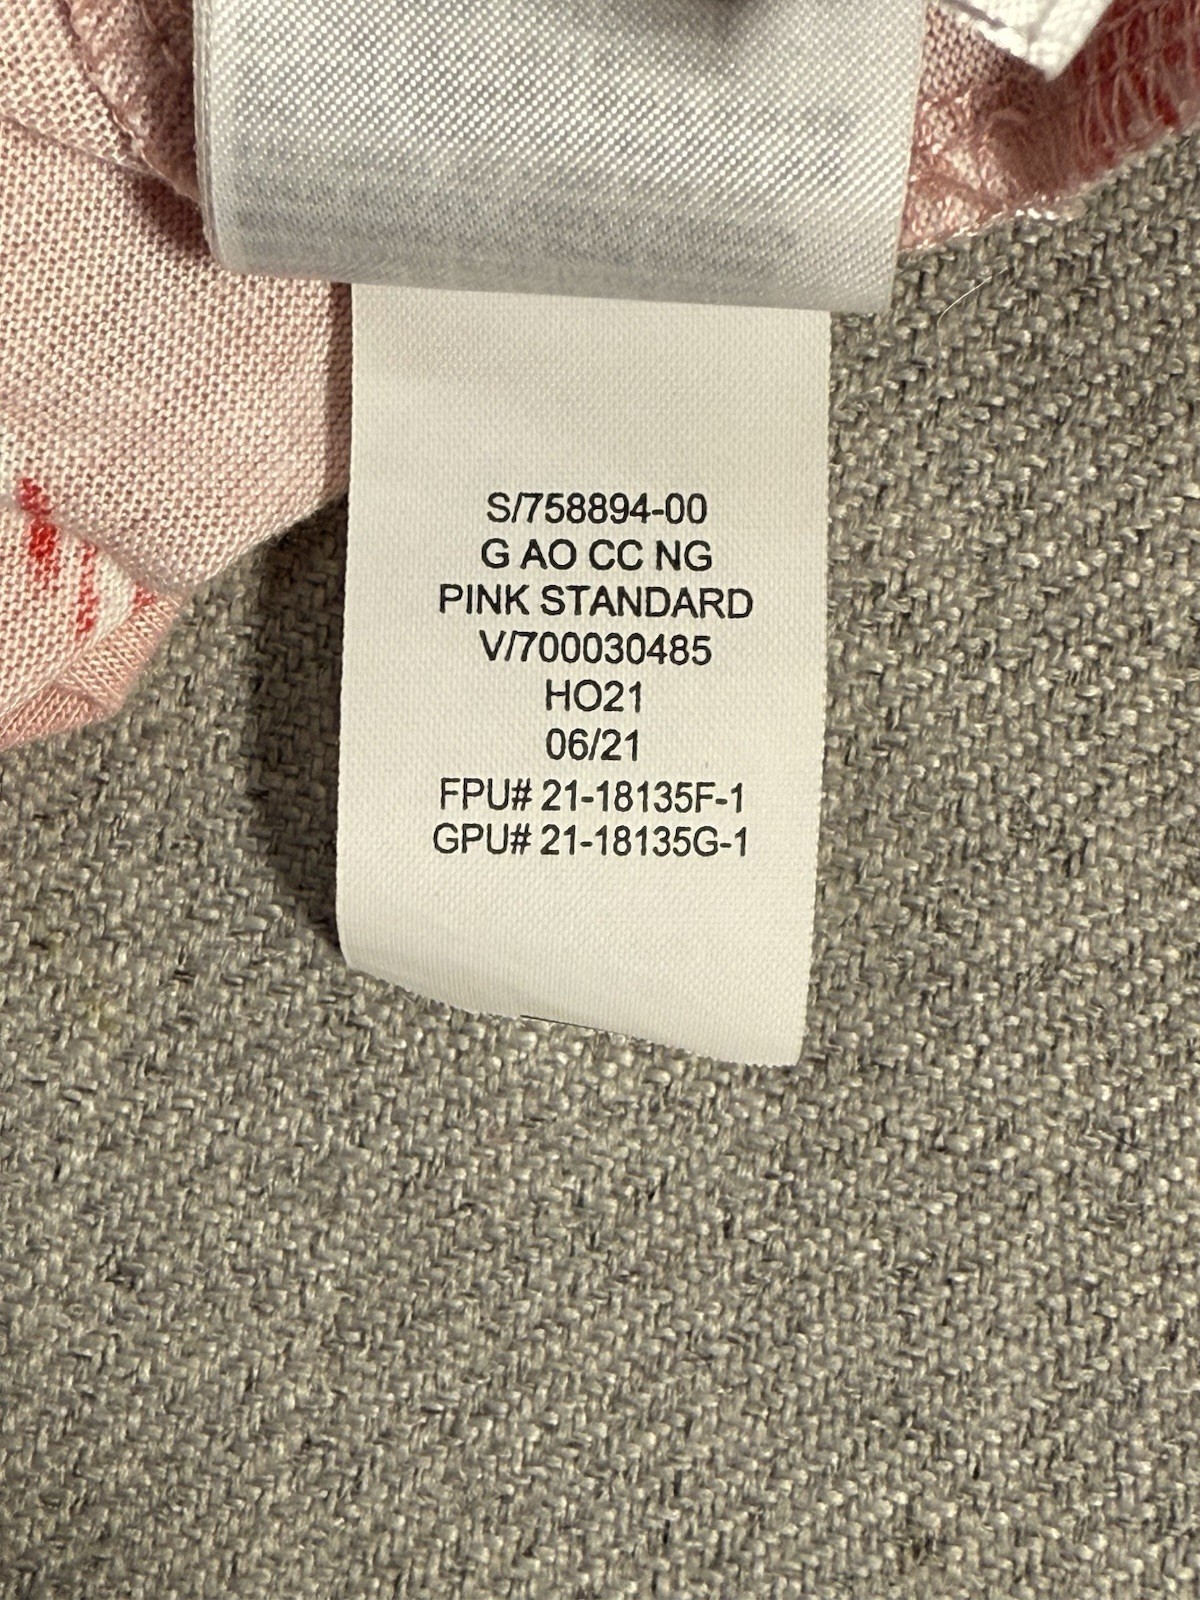 S/758894-00
G AO CC NG
PINK STANDARD
V/700030485
HO21
06/21
FPU# 21-18135F-1
GPU# 21-18135G-1